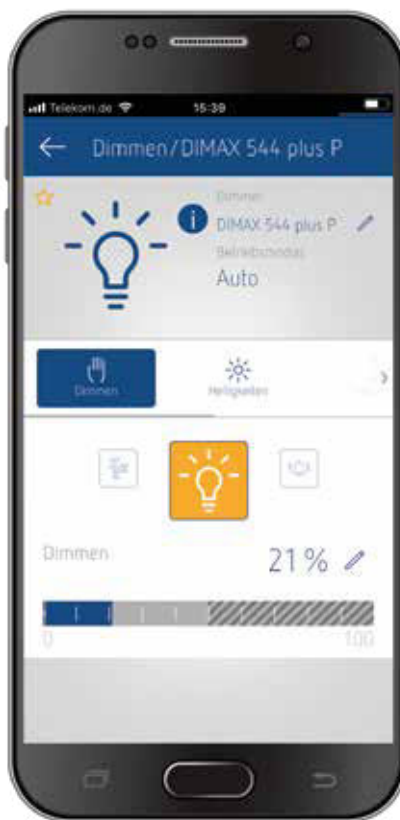 Telekom.de
15:39
Dimmen/DIMAX 544 plus P
Dimmer
DIMAX 544 plus P
Betriebsmodus
Auto
Dimmen
Helligkeiten
Dimmen
21 %
0
100